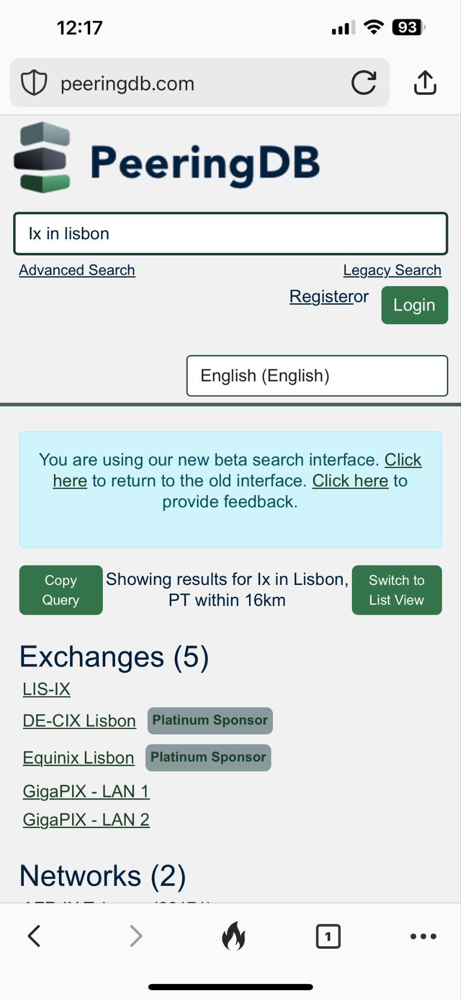 12:17
93
peeringdb.com
PeeringDB
Ix in lisbon
Advanced Search
Legacy Search
Registeror
Login
English (English)
You are using our new beta search interface. Click
here to return to the old interface. Click here to
provide feedback.
Copy
Query
Showing results for Ix in Lisbon,
PT within 16km
Switch to
List View
Exchanges (5)
LIS-IX
DE-CIX Lisbon
Platinum Sponsor
Equinix Lisbon
Platinum Sponsor
GigaPIX - LAN 1
GigaPIX - LAN 2
Networks (2)
1